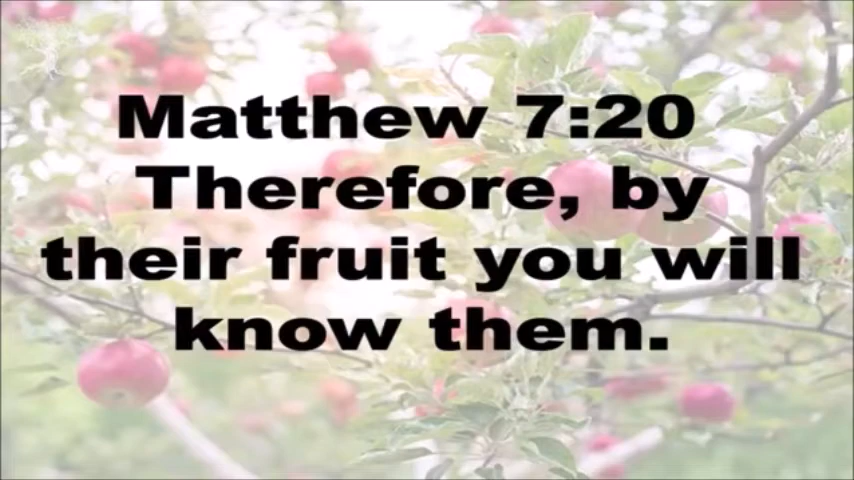 Matthew 7:20
Therefore, by
their fruit you will
know them.